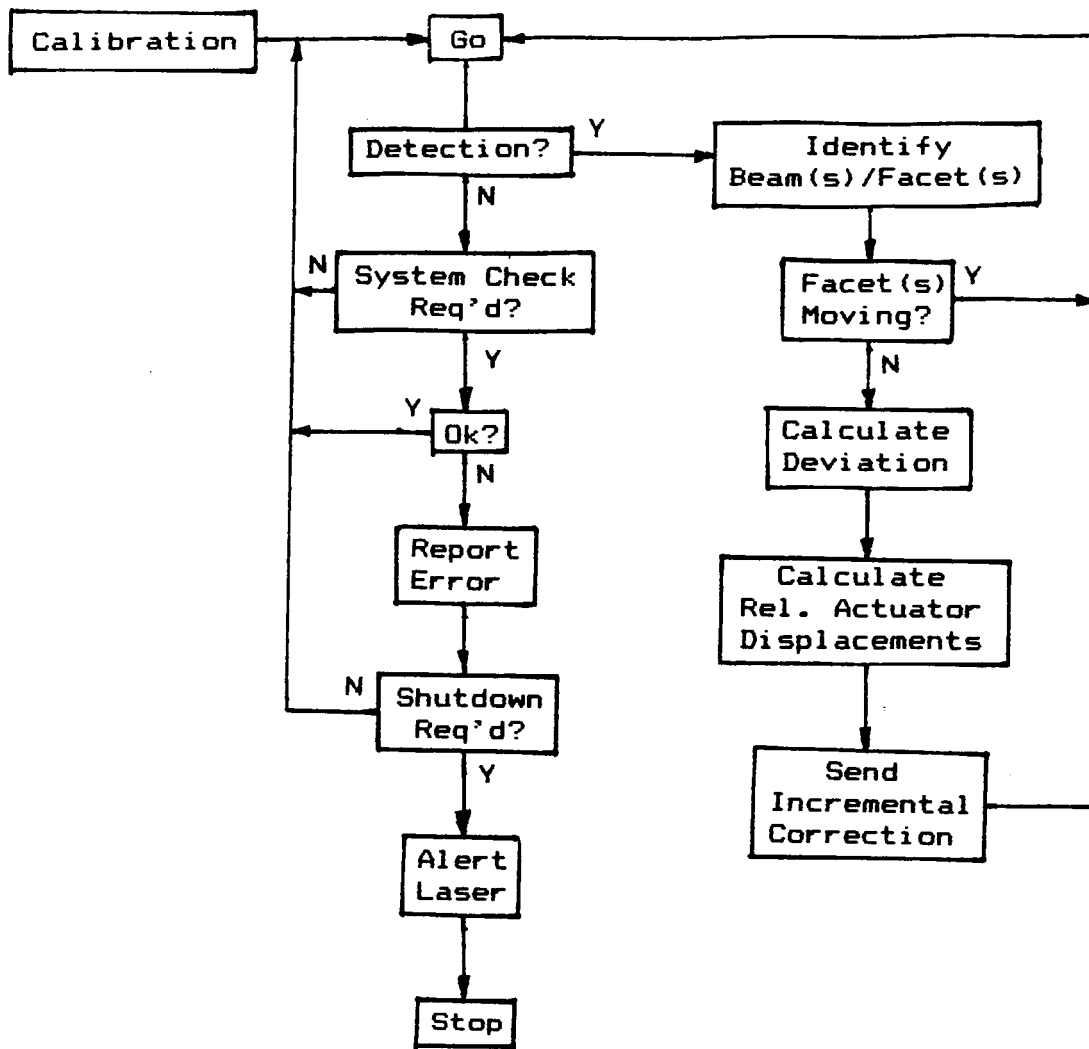 Calibration
Go
Detection?
Y
Identify
Beam(s)/Facet(s)
N
System Check
Req'd?
N
Facet(s)
Moving?
Y
Y
N
Y
Ok?
Calculate
Deviation
N
Report
Error
Calculate
Rel. Actuator
Displacements
N
Shutdown
Req'd?
Y
Send
Incremental
Correction
Alert
Laser
Stop